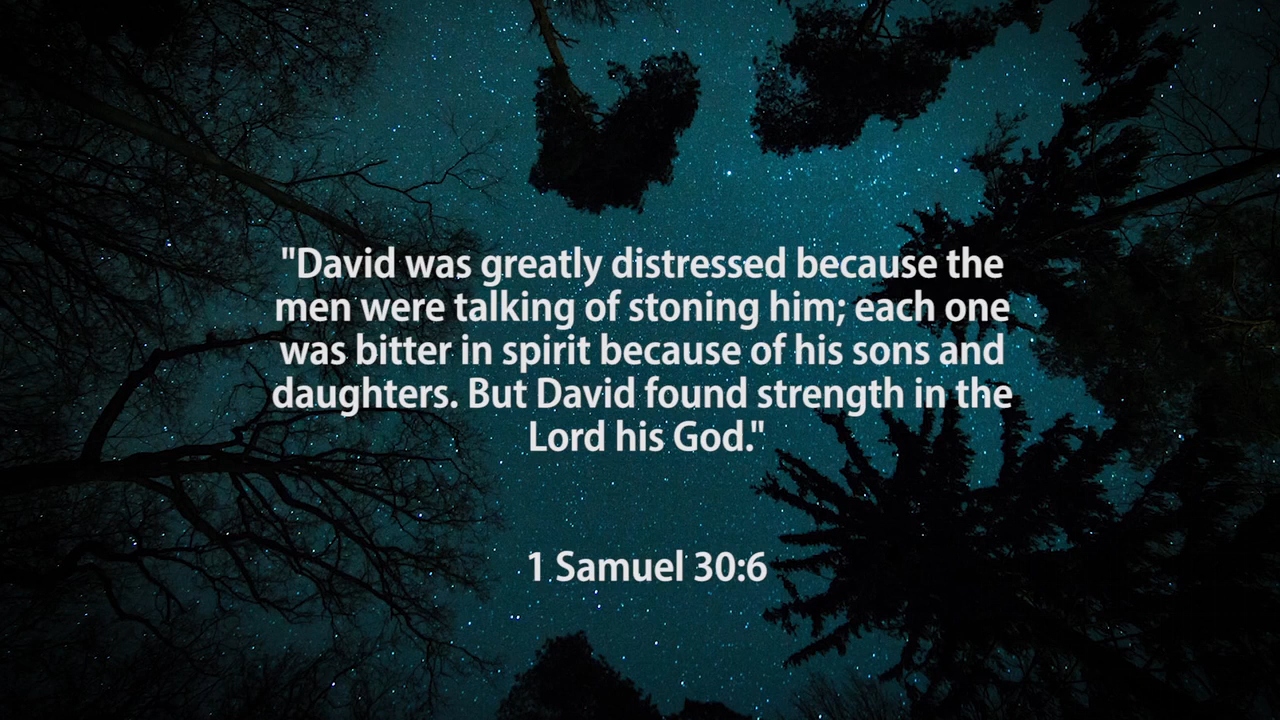 "David was greatly distressed because the
men were talking of stoning him; each one
was bitter in spirit because of his sons and
daughters. But David found strength in the
Lord his God."
1 Samuel 30:6